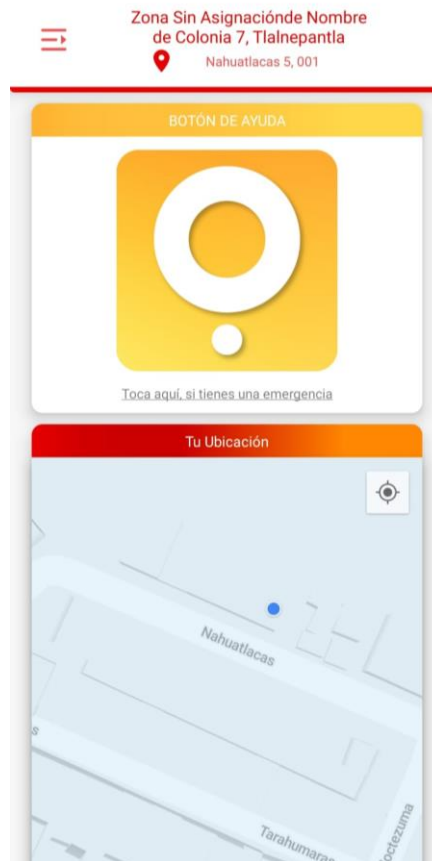 Zona Sin Asignaciónde Nombre
de Colonia 7, Tlalnepantla
Nahuatlacas 5, 001
BOTÓN DE AYUDA
Toca aquí, si tienes una emergencia
Tu Ubicación
Nahuatlacas
s
Tarahumaras
octezuma